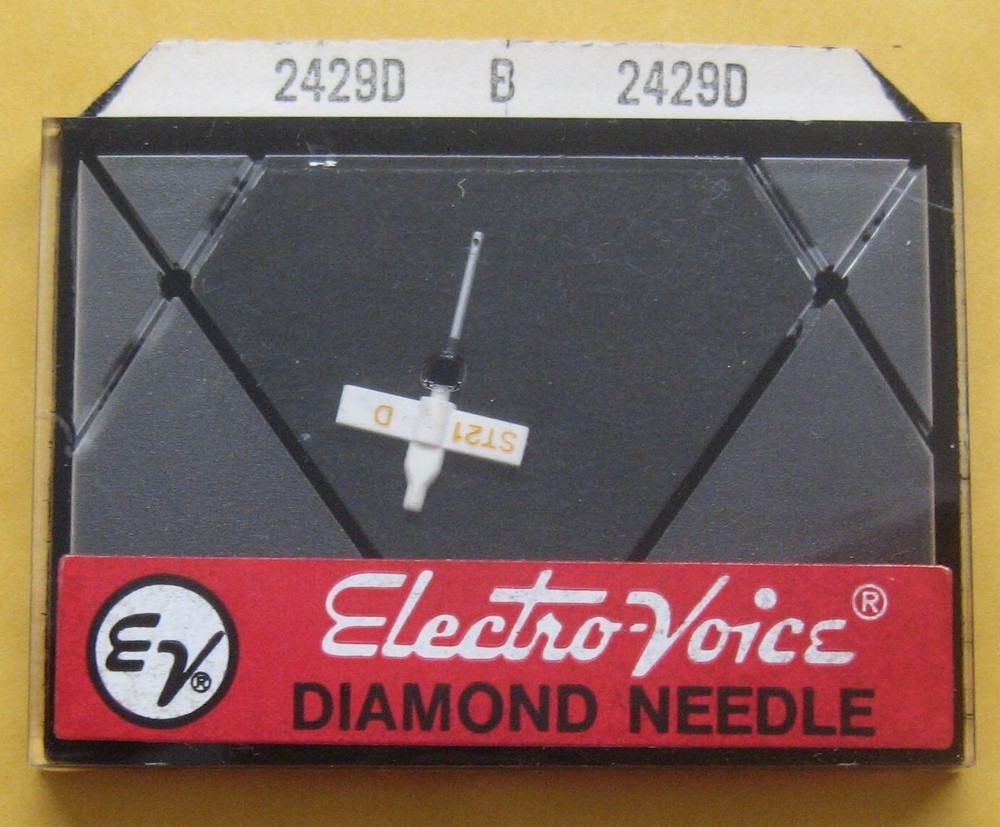 2429D B 2429D
ST21 D
EV®
Electro-Voice®
DIAMOND NEEDLE